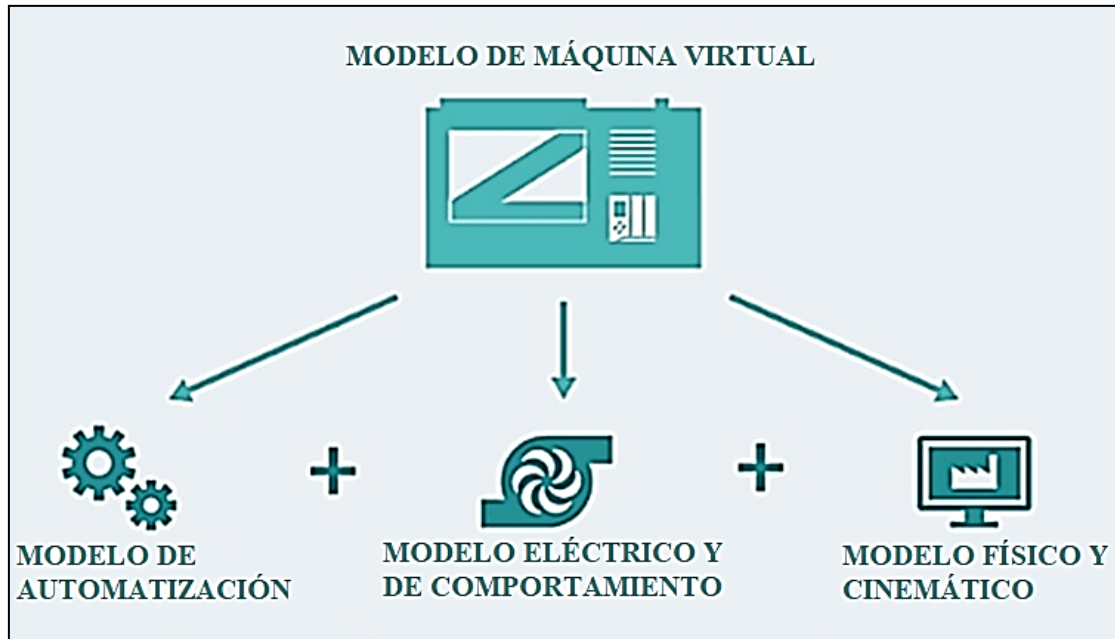 MODELO DE MÁQUINA VIRTUAL
MODELO DE
AUTOMATIZACIÓN
MODELO ELÉCTRICO Y
DE COMPORTAMIENTO
MODELO FÍSICO Y
CINEMÁTICO